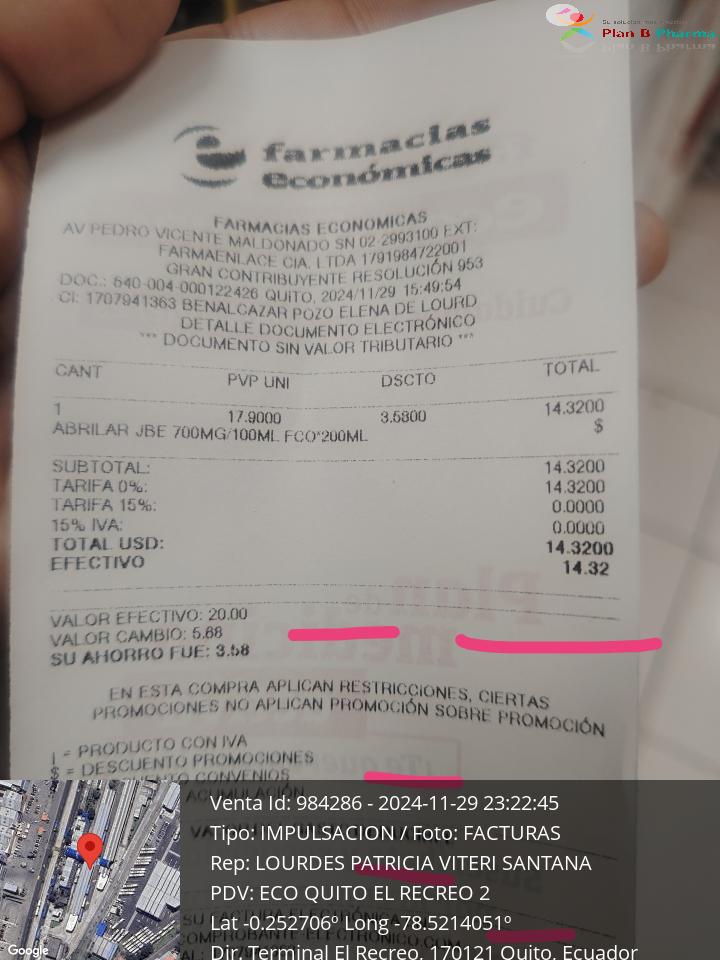 Su solución más efectiva
Plan B Pharma
farmacias
económicas
FARMACIAS ECONOMICAS
AV PEDRO VICENTE MALDONADO SN 02-2993100 EXT:
FARMAENLACE CIA. LTDA 1791984722001
GRAN CONTRIBUYENTE RESOLUCIÓN 953
DOC.: 640-004-000122426 QUITO, 2024/11/29 15:49:54
CI: 1707941363 BENALCAZAR POZO ELENA DE LOURD
DETALLE DOCUMENTO ELECTRÓNICO
*** DOCUMENTO SIN VALOR TRIBUTARIO ***
CANT PVP UNI DSCTO TOTAL
1 17.9000 3.5800 14.3200
ABRILAR JBE 700MG/100ML FCO*200ML $
SUBTOTAL: 14.3200
TARIFA 0%: 14.3200
TARIFA 15%: 0.0000
15% IVA: 0.0000
TOTAL USD: 14.3200
EFECTIVO 14.32
VALOR EFECTIVO: 20.00
VALOR CAMBIO: 5.68
SU AHORRO FUE: 3.58
EN ESTA COMPRA APLICAN RESTRICCIONES, CIERTAS
PROMOCIONES NO APLICAN PROMOCIÓN SOBRE PROMOCIÓN
I = PRODUCTO CON IVA
$ = DESCUENTO PROMOCIONES
CONVENIOS
ACUMULACIÓN
Venta Id: 984286 - 2024-11-29 23:22:45
Tipo: IMPULSACION / Foto: FACTURAS
Rep: LOURDES PATRICIA VITERI SANTANA
PDV: ECO QUITO EL RECREO 2
Lat -0.252706º Long -78.5214051º
Dir. Terminal El Recreo, 170121 Quito, Ecuador
Google